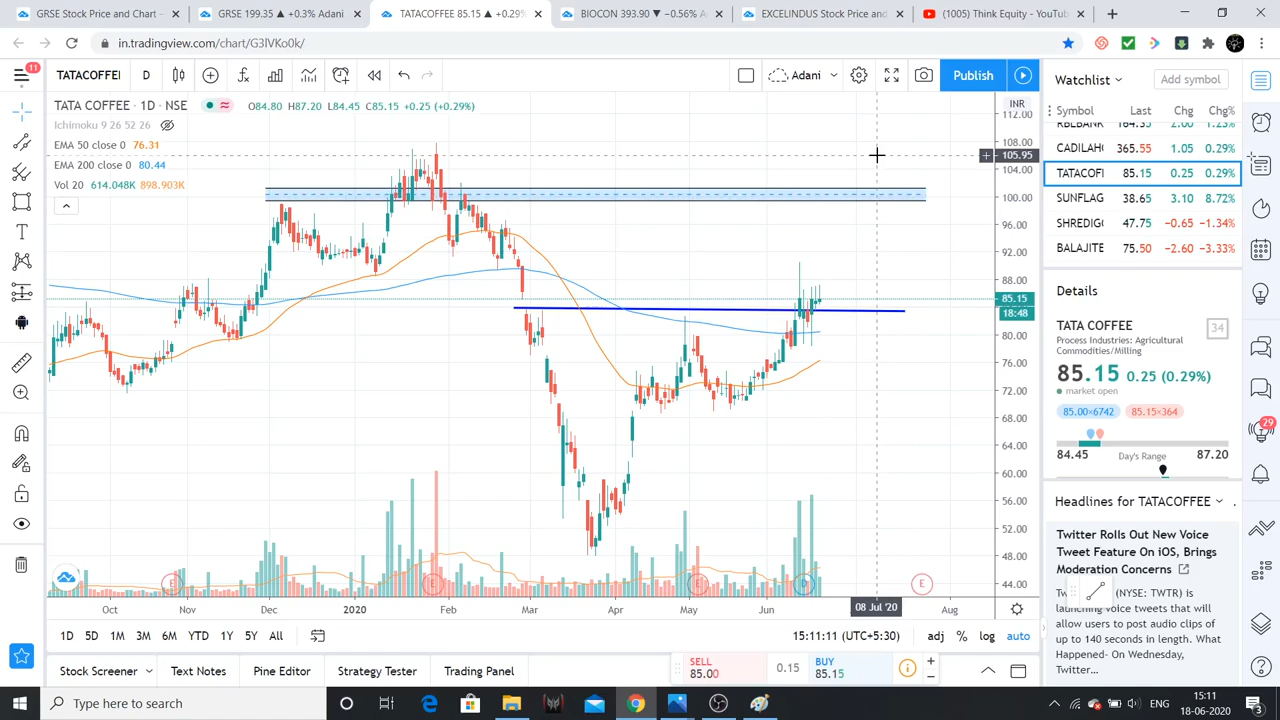 GRSE Stock Price and Chart –
GRSE 199.35 ▲ +0.3% Adani
TATACOFFEE 85.15 ▲ +0.29%
BIOCON 393.90 ▼ −0.56% A
EXCELINDUS Stock Price and
(1005) Think Equity - YouTub
in.tradingview.com/chart/G3lVKo0k/
11
TATACOFFEE
D
Adani
Publish
Watchlist
Add symbol
TATA COFFEE · 1D · NSE
O84.80 H87.20 L84.45 C85.15 +0.25 (+0.29%)
Ichimoku 9 26 52 26
EMA 50 close 0 76.31
EMA 200 close 0 80.44
Vol 20 614.048K 898.903K
INR
112.00
108.00
105.95
104.00
100.00
96.00
92.00
88.00
85.15
18:48
80.00
76.00
72.00
68.00
64.00
60.00
56.00
52.00
48.00
44.00
E
E
E
D
E
Oct
Nov
Dec
2020
Feb
Mar
Apr
May
Jun
08 Jul '20
Aug
1D 5D 1M 3M 6M YTD 1Y 5Y All
15:11:11 (UTC+5:30)
adj % log auto
Stock Screener
Text Notes
Pine Editor
Strategy Tester
Trading Panel
SELL
85.00
0.15
BUY
85.15
Symbol Last Chg Chg%
RBLBANK 164.35 2.00 1.23%
CADILAH 365.55 1.05 0.29%
TATACOFI 85.15 0.25 0.29%
SUNFLAG 38.65 3.10 8.72%
SHREDIG 47.75 −0.65 −1.34%
BALAJITE 75.50 −2.60 −3.33%
Details
TATA COFFEE
34
Process Industries: Agricultural
Commodities/Milling
85.15 0.25 (0.29%)
market open
85.00×6742 85.15×364
84.45 Day's Range 87.20
Headlines for TATACOFFEE
Twitter Rolls Out New Voice
Tweet Feature On iOS, Brings
Moderation Concerns
(NYSE: TWTR) is
launching voice tweets that will
allow users to post audio clips of
up to 140 seconds in length. What
Happened- On Wednesday,
Twitter...
29
Type here to search
ENG
15:11
18-06-2020
3